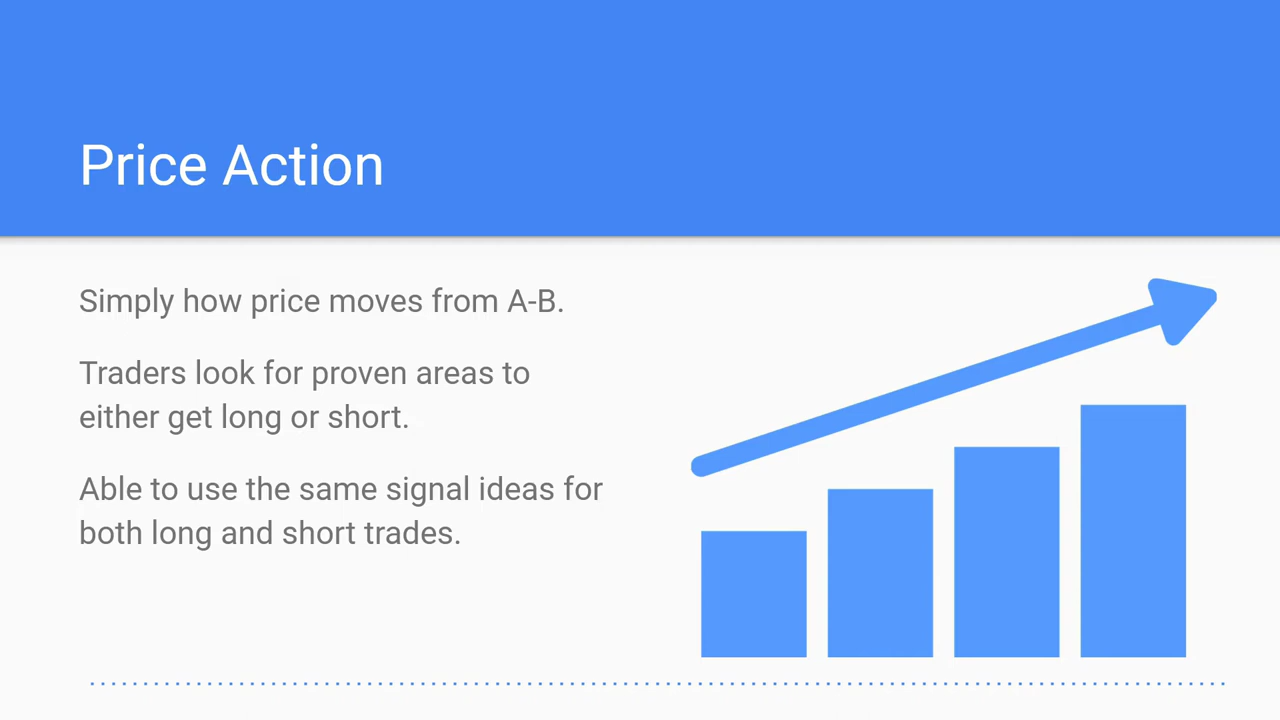 Price Action
Simply how price moves from A-B.
Traders look for proven areas to
either get long or short.
Able to use the same signal ideas for
both long and short trades.